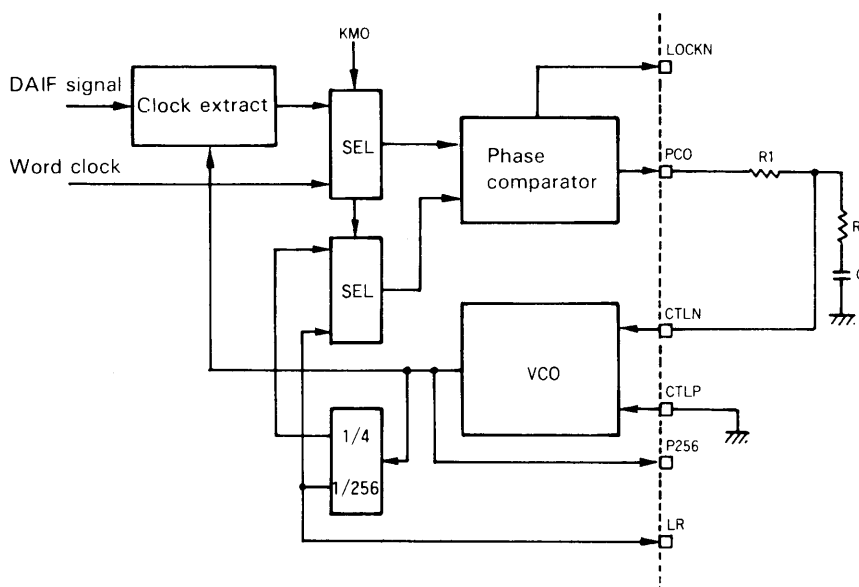 KMO
LOCKN
DAIF signal
Clock extract
SEL
Phase
comparator
PCO
R1
Word clock
R
SEL
CTLN
VCO
CTLP
1/4
P256
1/256
LR